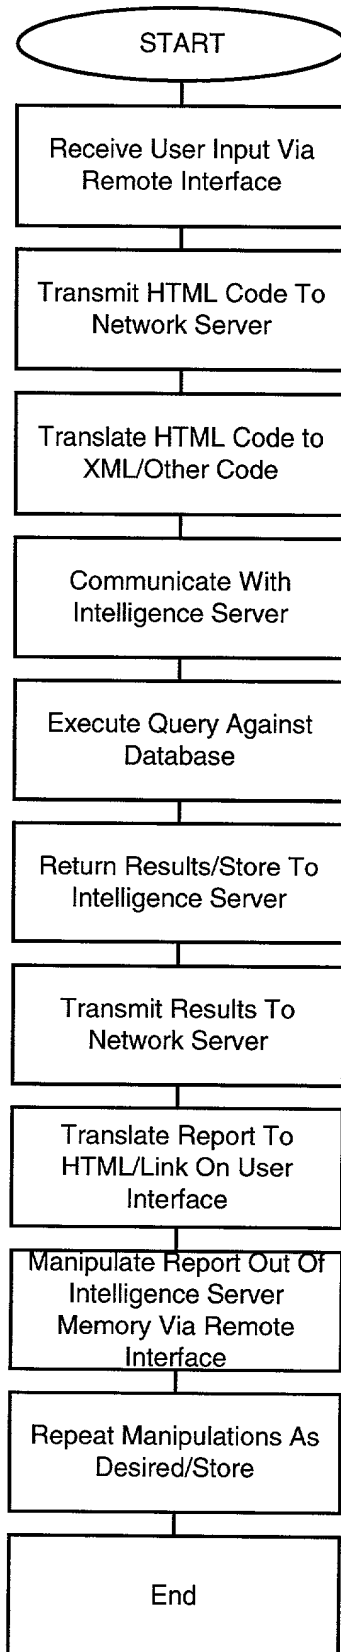 START
Receive User Input Via
Remote Interface
Transmit HTML Code To
Network Server
Translate HTML Code to
XML/Other Code
Communicate With
Intelligence Server
Execute Query Against
Database
Return Results/Store To
Intelligence Server
Transmit Results To
Network Server
Translate Report To
HTML/Link On User
Interface
Manipulate Report Out Of
Intelligence Server
Memory Via Remote
Interface
Repeat Manipulations As
Desired/Store
End